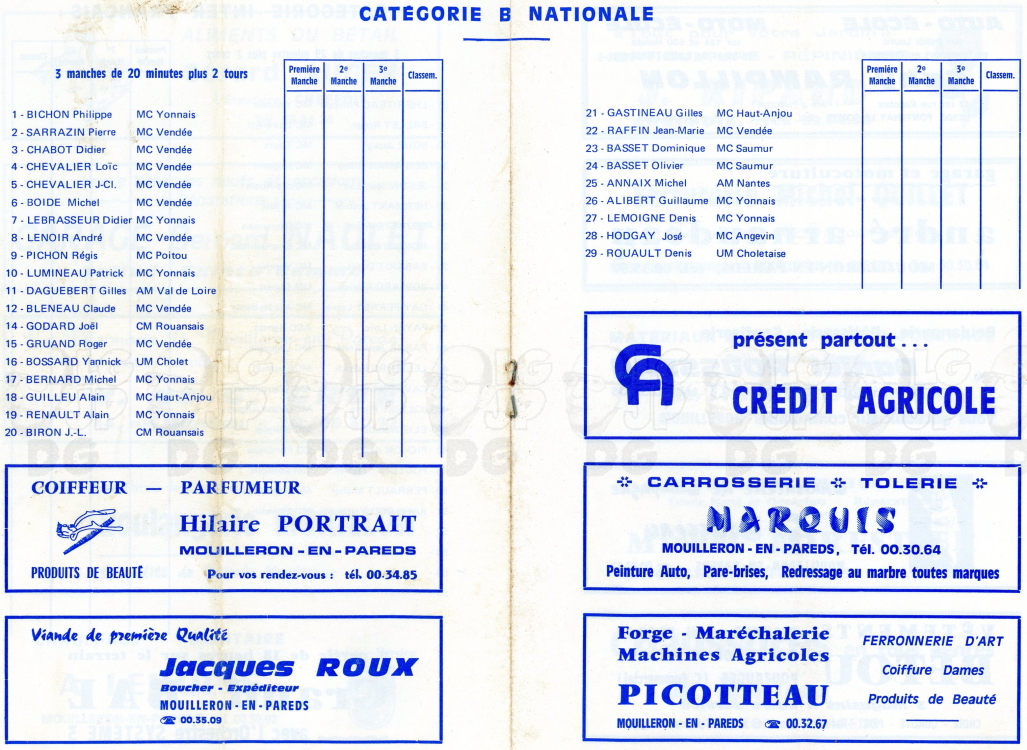 CATÉGORIE B NATIONALE
3 manches de 20 minutes plus 2 tours
Première Manche 2e Manche 3e Manche Classem.
1 - BICHON Philippe MC Yonnais
2 - SARRAZIN Pierre MC Vendée
3 - CHABOT Didier MC Vendée
4 - CHEVALIER Loïc MC Vendée
5 - CHEVALIER J-Cl. MC Vendée
6 - BOIDE Michel MC Vendée
7 - LEBRASSEUR Didier MC Yonnais
8 - LENOIR André MC Vendée
9 - PICHON Régis MC Poitou
10 - LUMINEAU Patrick MC Yonnais
11 - DAGUEBERT Gilles AM Val de Loire
12 - BLENEAU Claude MC Vendée
14 - GODARD Joël CM Rouansais
15 - GRUAND Roger MC Vendée
16 - BOSSARD Yannick UM Cholet
17 - BERNARD Michel MC Yonnais
18 - GUILLEU Alain MC Haut-Anjou
19 - RENAULT Alain MC Yonnais
20 - BIRON J.-L. CM Rouansais
COIFFEUR — PARFUMEUR
Hilaire PORTRAIT
MOUILLERON - EN - PAREDS
PRODUITS DE BEAUTÉ Pour vos rendez-vous : tél. 00.34.85
Viande de première Qualité
Jacques ROUX
Boucher - Expéditeur
MOUILLERON - EN - PAREDS
☎ 00.35.09
Première Manche 2e Manche 3e Manche Classem.
21 - GASTINEAU Gilles MC Haut-Anjou
22 - RAFFIN Jean-Marie MC Vendée
23 - BASSET Dominique MC Saumur
24 - BASSET Olivier MC Saumur
25 - ANNAIX Michel AM Nantes
26 - ALIBERT Guillaume MC Yonnais
27 - LEMOIGNE Denis MC Yonnais
28 - HODGAY José MC Angevin
29 - ROUAULT Denis UM Choletaise
présent partout...
CA
CRÉDIT AGRICOLE
CARROSSERIE TOLERIE
MARQUIS
MOUILLERON - EN - PAREDS, Tél. 00.30.64
Peinture Auto, Pare-brises, Redressage au marbre toutes marques
Forge - Maréchalerie
Machines Agricoles
PICOTTEAU
MOUILLERON - EN - PAREDS ☎ 00.32.67
FERRONNERIE D'ART
Coiffure Dames
Produits de Beauté